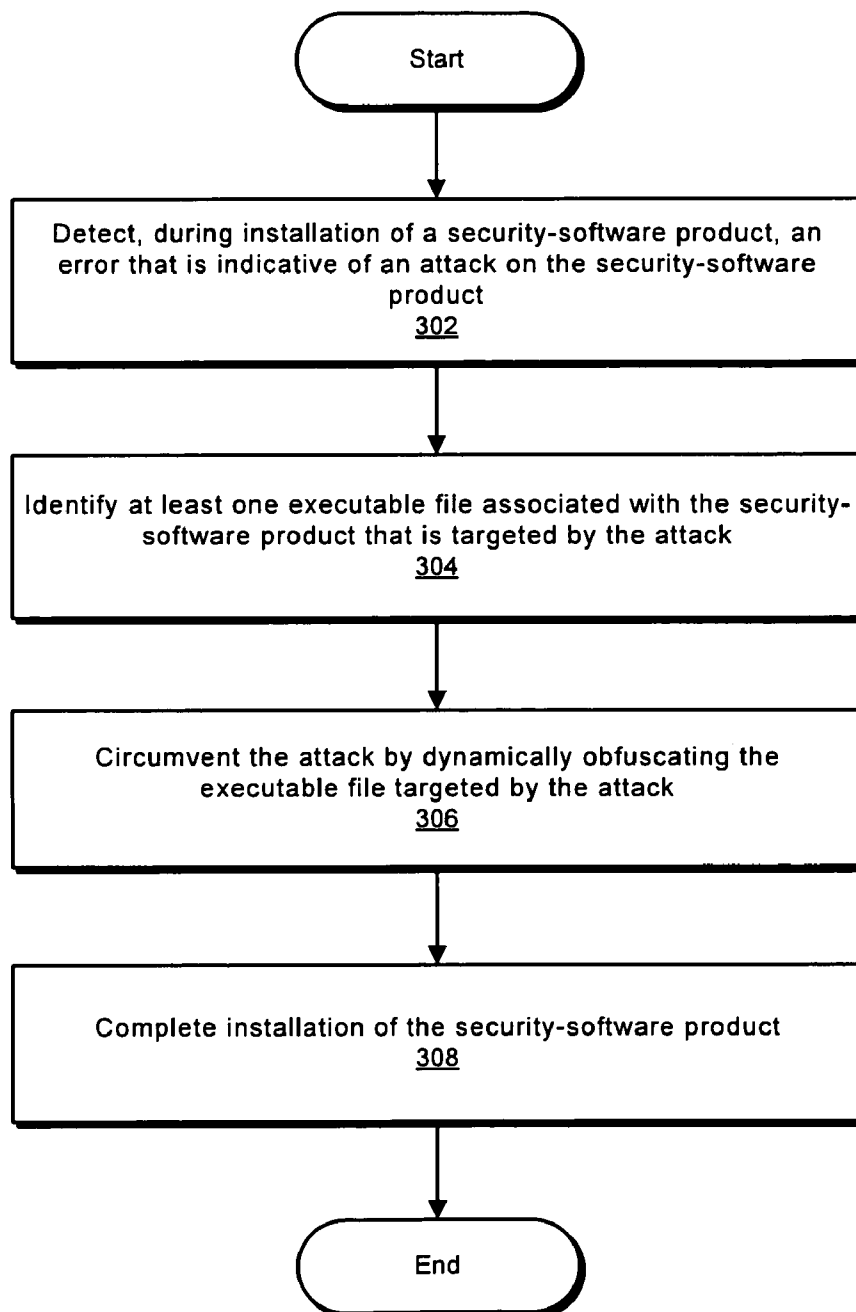 Start
Detect, during installation of a security-software product, an
error that is indicative of an attack on the security-software
product
302
Identify at least one executable file associated with the security-
software product that is targeted by the attack
304
Circumvent the attack by dynamically obfuscating the
executable file targeted by the attack
306
Complete installation of the security-software product
308
End